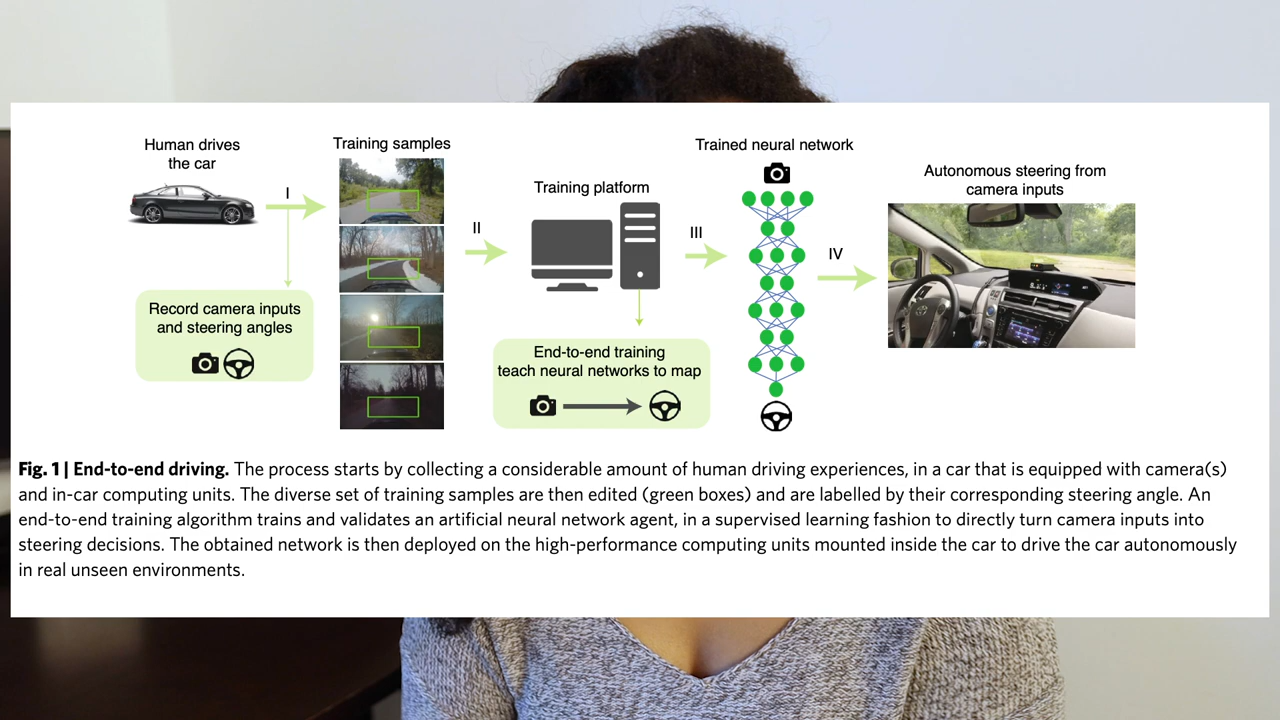 Human drives
the car
I
Training samples
Record camera inputs
and steering angles
II
Training platform
End-to-end training
teach neural networks to map
III
Trained neural network
IV
Autonomous steering from
camera inputs
Fig. 1 | End-to-end driving. The process starts by collecting a considerable amount of human driving experiences, in a car that is equipped with camera(s)
and in-car computing units. The diverse set of training samples are then edited (green boxes) and are labelled by their corresponding steering angle. An
end-to-end training algorithm trains and validates an artificial neural network agent, in a supervised learning fashion to directly turn camera inputs into
steering decisions. The obtained network is then deployed on the high-performance computing units mounted inside the car to drive the car autonomously
in real unseen environments.